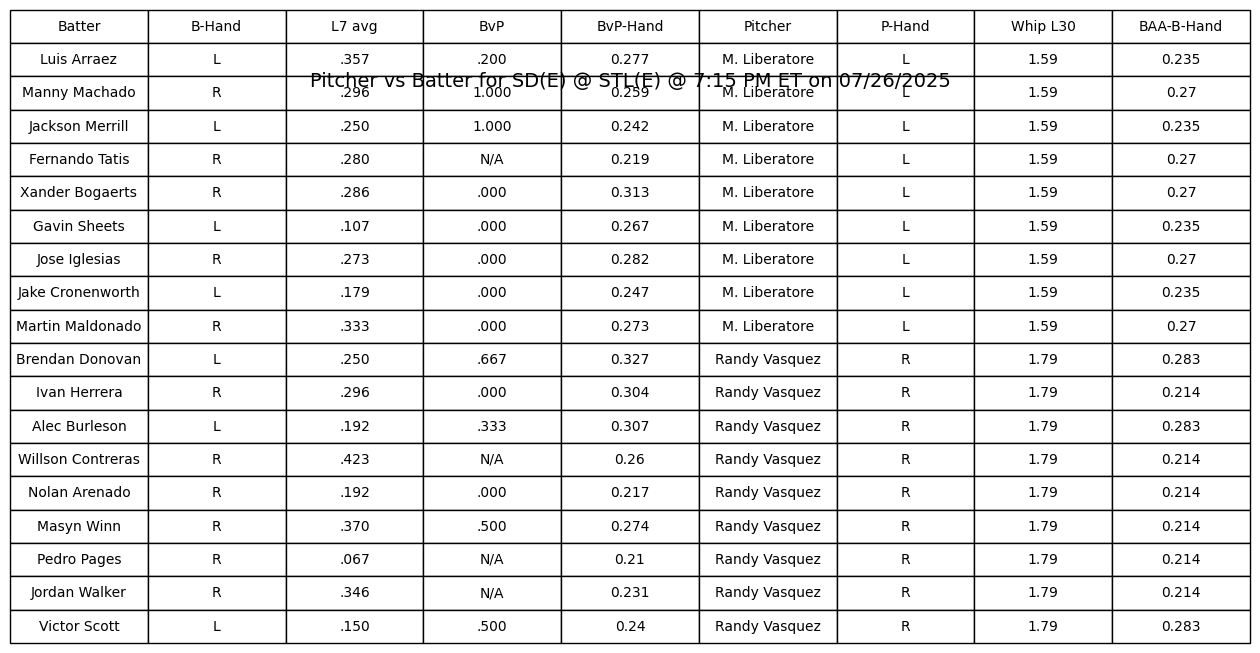 Batter B-Hand L7 avg BvP BvP-Hand Pitcher P-Hand Whip L30 BAA-B-Hand
Luis Arraez L .357 .200 0.277 M. Liberatore L 1.59 0.235
Pitcher vs Batter for SD(E) @ STL(E) @ 7:15 PM ET on 07/26/2025
Manny Machado R .296 1.000 0.259 M. Liberatore L 1.59 0.27
Jackson Merrill L .250 1.000 0.242 M. Liberatore L 1.59 0.235
Fernando Tatis R .280 N/A 0.219 M. Liberatore L 1.59 0.27
Xander Bogaerts R .286 .000 0.313 M. Liberatore L 1.59 0.27
Gavin Sheets L .107 .000 0.267 M. Liberatore L 1.59 0.235
Jose Iglesias R .273 .000 0.282 M. Liberatore L 1.59 0.27
Jake Cronenworth L .179 .000 0.247 M. Liberatore L 1.59 0.235
Martin Maldonado R .333 .000 0.273 M. Liberatore L 1.59 0.27
Brendan Donovan L .250 .667 0.327 Randy Vasquez R 1.79 0.283
Ivan Herrera R .296 .000 0.304 Randy Vasquez R 1.79 0.214
Alec Burleson L .192 .333 0.307 Randy Vasquez R 1.79 0.283
Willson Contreras R .423 N/A 0.26 Randy Vasquez R 1.79 0.214
Nolan Arenado R .192 .000 0.217 Randy Vasquez R 1.79 0.214
Masyn Winn R .370 .500 0.274 Randy Vasquez R 1.79 0.214
Pedro Pages R .067 N/A 0.21 Randy Vasquez R 1.79 0.214
Jordan Walker R .346 N/A 0.231 Randy Vasquez R 1.79 0.214
Victor Scott L .150 .500 0.24 Randy Vasquez R 1.79 0.283